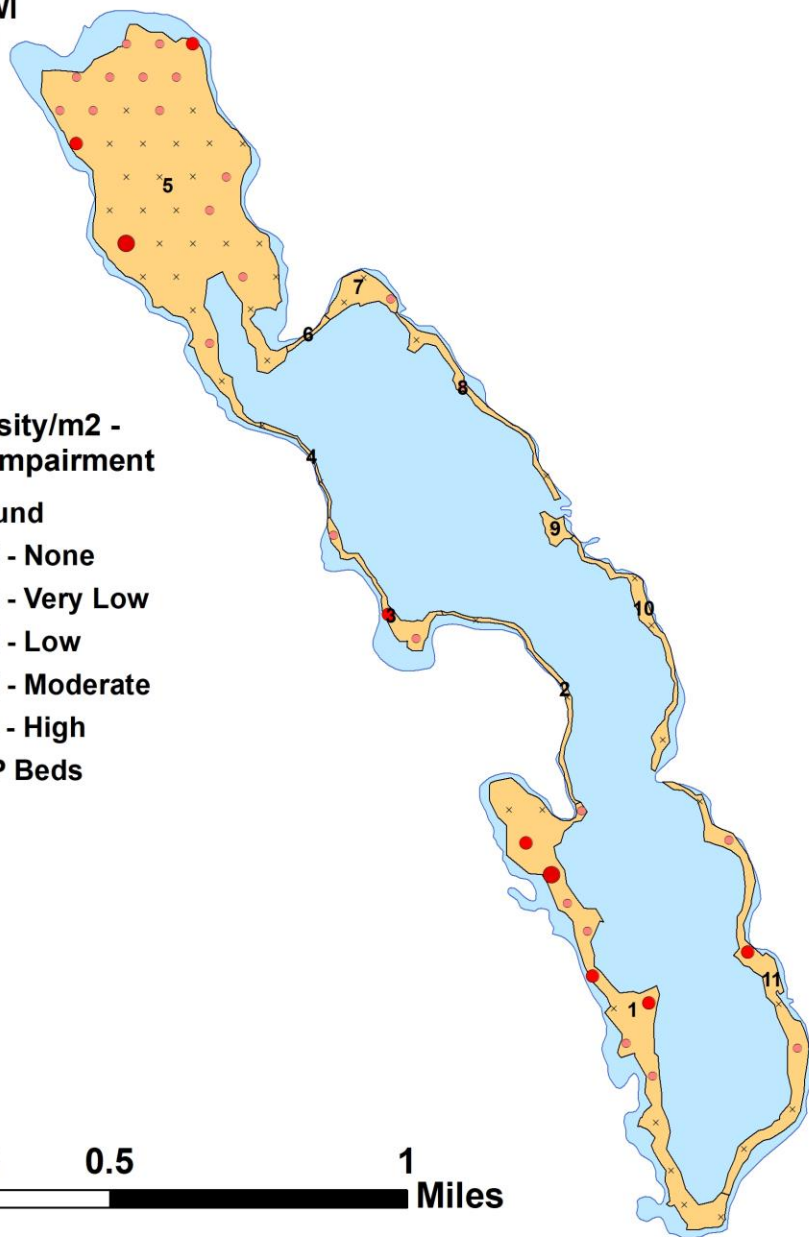 5
7
6
8
4
sity/m2 -
mpairment
und
- None
9
- Very Low
10
3
- Low
- Moderate
2
- High
Beds
11
1
0.5 1
Miles